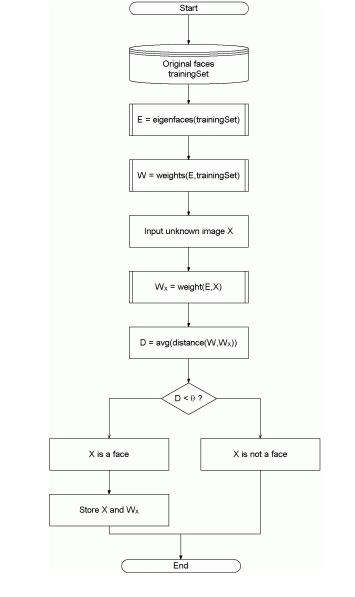 Start
Original faces
trainingSet
E = eigenfaces(trainingSet)
W = weights(E,trainingSet)
Input unknown image X
Wx = weight(E,X)
D = avg(distance(W,Wx))
D < θ ?
X is a face
X is not a face
Store X and Wx
End